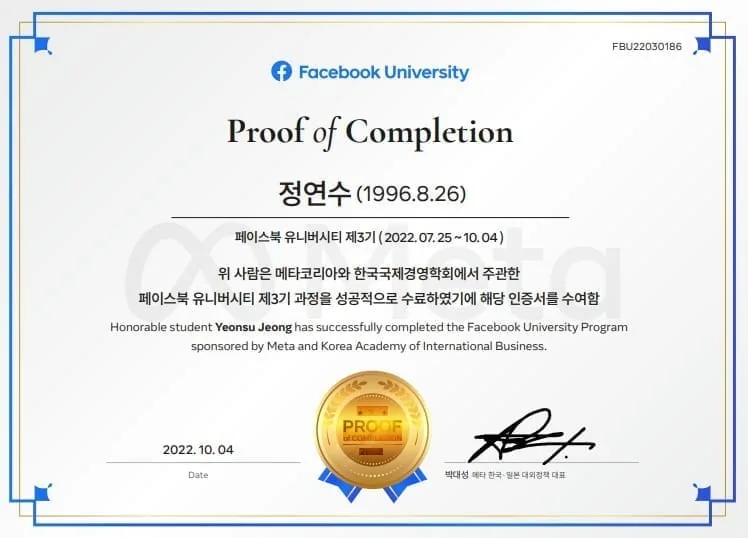 FBU22030186
Facebook University
Proof of Completion
정연수 (1996.8.26)
페이스북 유니버시티 제3기 ( 2022. 07. 25 ~ 10. 04 )
Meta
위 사람은 메타코리아와 한국국제경영학회에서 주관한
페이스북 유니버시티 제3기 과정을 성공적으로 수료하였기에 해당 인증서를 수여함
Honorable student Yeonsu Jeong has successfully completed the Facebook University Program
sponsored by Meta and Korea Academy of International Business.
PROOF
of COMPLETION
2022. 10. 04
Date
박대성 메타 한국·일본 대외정책 대표